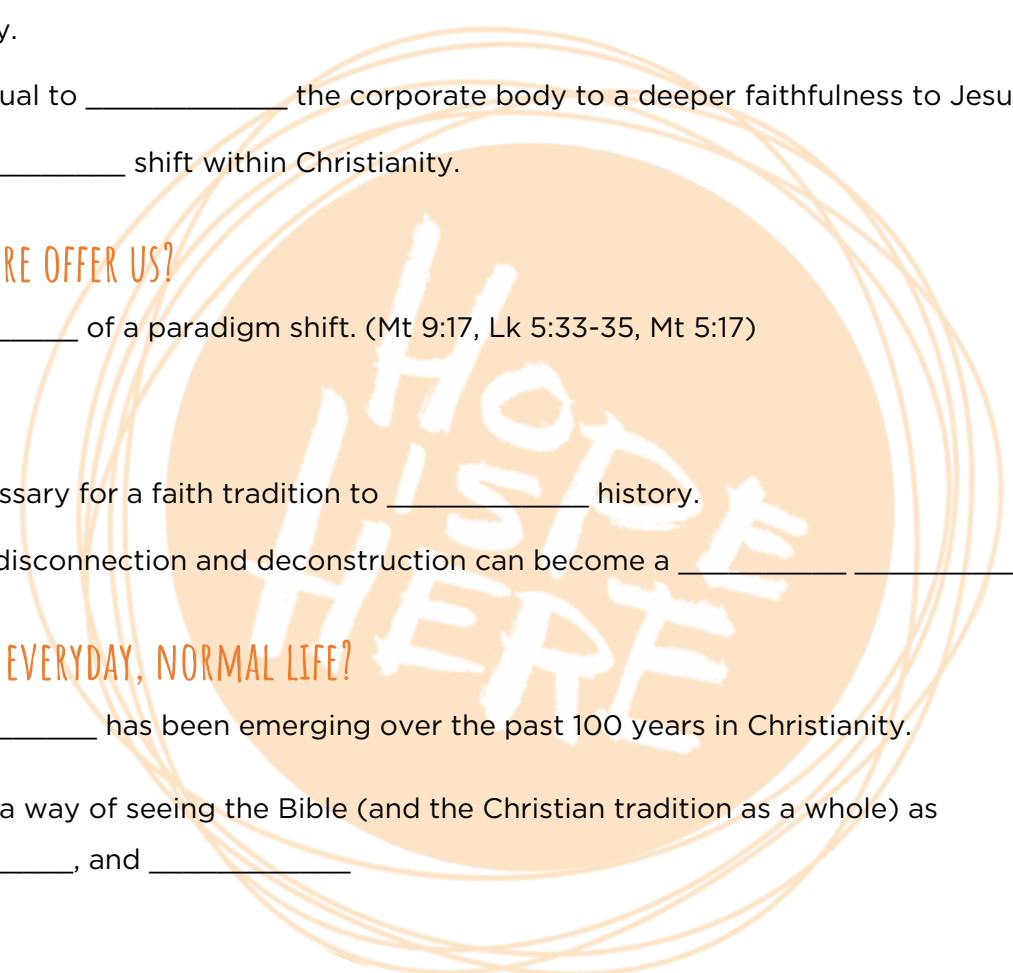 y.
ual to ____________ the corporate body to a deeper faithfulness to Jesu
________ shift within Christianity.
RE OFFER US?
_____ of a paradigm shift. (Mt 9:17, Lk 5:33-35, Mt 5:17)
ssary for a faith tradition to ____________ history.
disconnection and deconstruction can become a __________ __________
EVERYDAY, NORMAL LIFE?
______ has been emerging over the past 100 years in Christianity.
a way of seeing the Bible (and the Christian tradition as a whole) as
_____, and ____________
HOPE
IS
HERE